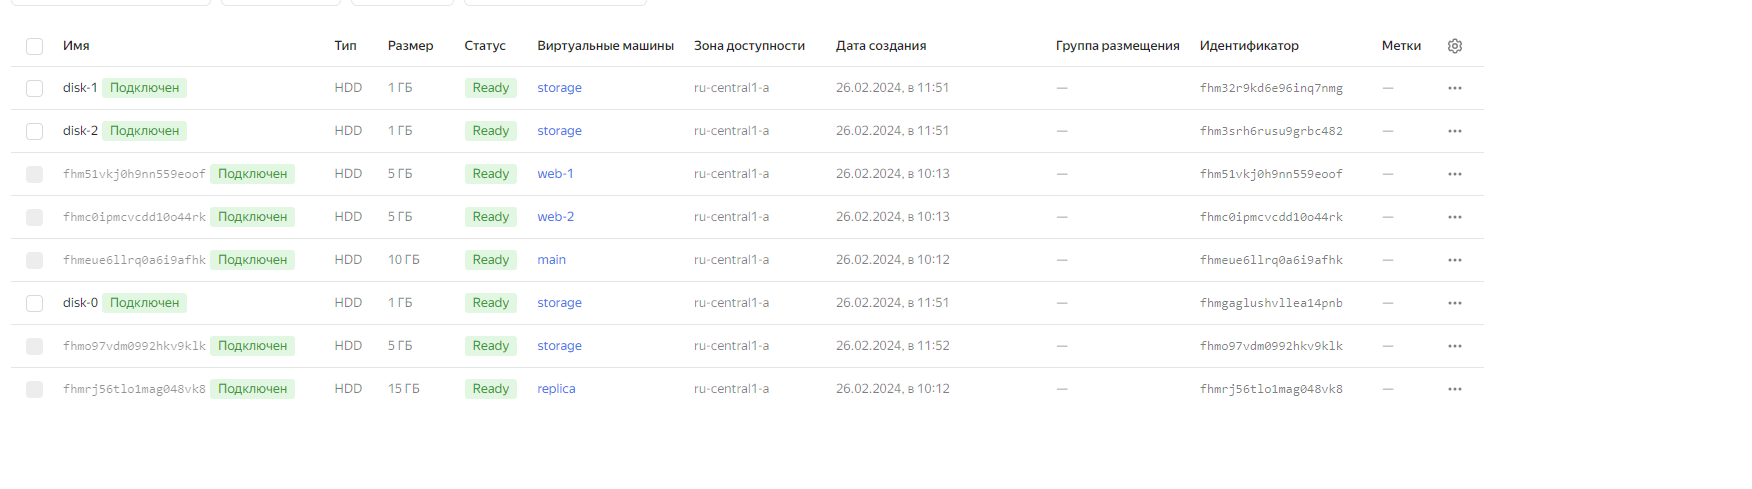 Имя Тип Размер Статус Виртуальные машины Зона доступности Дата создания Группа размещения Идентификатор Метки
disk-1 Подключен HDD 1 ГБ Ready storage ru-central1-a 26.02.2024, в 11:51 — fhm32r9kd6e96inq7nmg — ···
disk-2 Подключен HDD 1 ГБ Ready storage ru-central1-a 26.02.2024, в 11:51 — fhm3srh6rusu9grbc482 — ···
fhm51vkj0h9nn559eoof Подключен HDD 5 ГБ Ready web-1 ru-central1-a 26.02.2024, в 10:13 — fhm51vkj0h9nn559eoof — ···
fhmc0ipmcvcdd10o44rk Подключен HDD 5 ГБ Ready web-2 ru-central1-a 26.02.2024, в 10:13 — fhmc0ipmcvcdd10o44rk — ···
fhmeue6llrq0a6i9afhk Подключен HDD 10 ГБ Ready main ru-central1-a 26.02.2024, в 10:12 — fhmeue6llrq0a6i9afhk — ···
disk-0 Подключен HDD 1 ГБ Ready storage ru-central1-a 26.02.2024, в 11:51 — fhmgaglushvllea14pnb — ···
fhmo97vdm0992hkv9klk Подключен HDD 5 ГБ Ready storage ru-central1-a 26.02.2024, в 11:52 — fhmo97vdm0992hkv9klk — ···
fhmrj56tlo1mag048vk8 Подключен HDD 15 ГБ Ready replica ru-central1-a 26.02.2024, в 10:12 — fhmrj56tlo1mag048vk8 — ···